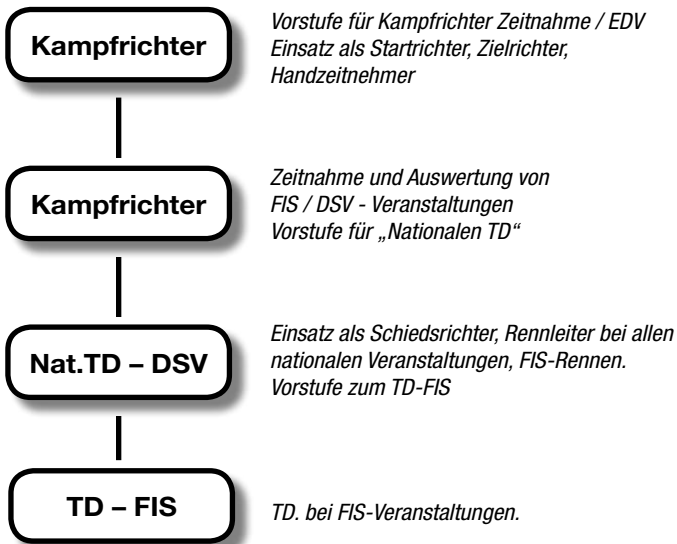 Kampfrichter
Vorstufe für Kampfrichter Zeitnahme / EDV
Einsatz als Startrichter, Zielrichter,
Handzeitnehmer
Kampfrichter
Zeitnahme und Auswertung von
FIS / DSV - Veranstaltungen
Vorstufe für „Nationalen TD“
Nat.TD – DSV
Einsatz als Schiedsrichter, Rennleiter bei allen
nationalen Veranstaltungen, FIS-Rennen.
Vorstufe zum TD-FIS
TD – FIS
TD. bei FIS-Veranstaltungen.